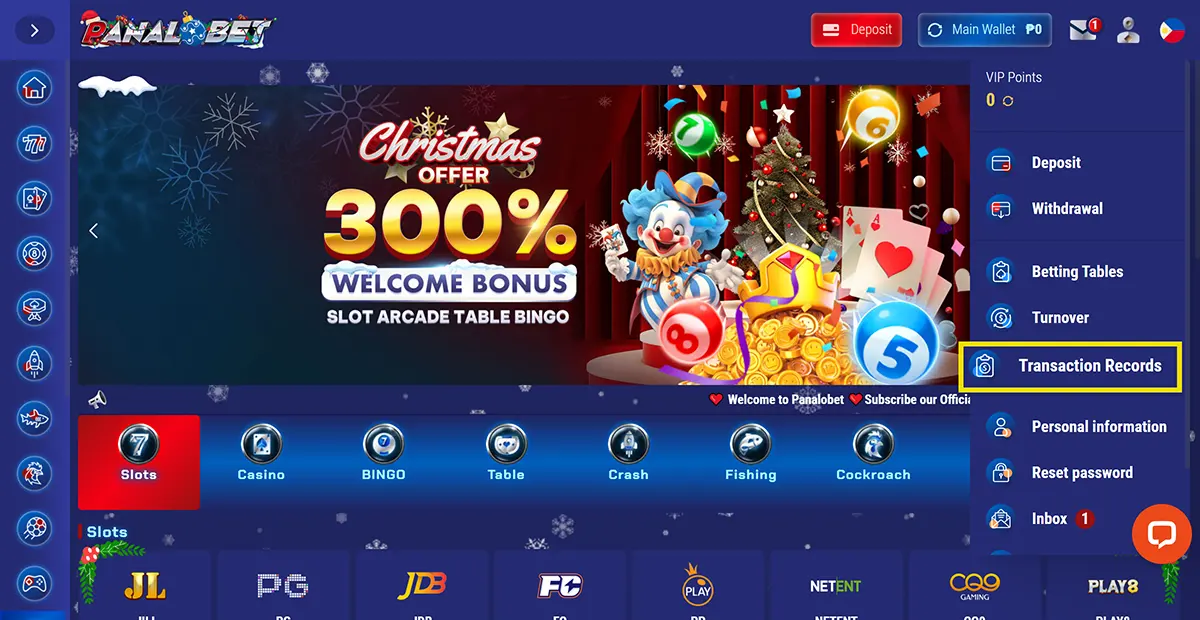 PANALOBET
Deposit
Main Wallet ₱0
1
VIP Points
0
Deposit
Withdrawal
Betting Tables
Turnover
Transaction Records
Personal information
Reset password
Inbox 1
Christmas
OFFER
300%
WELCOME BONUS
SLOT ARCADE TABLE BINGO
7
6
8
5
A
A
Welcome to Panalobet Subscribe our Officia
Slots
Casino
BINGO
Table
Crash
Fishing
Cockroach
Slots
JL
PG
JDB
FC
PLAY
NETENT
CQ9
GAMING
PLAY8